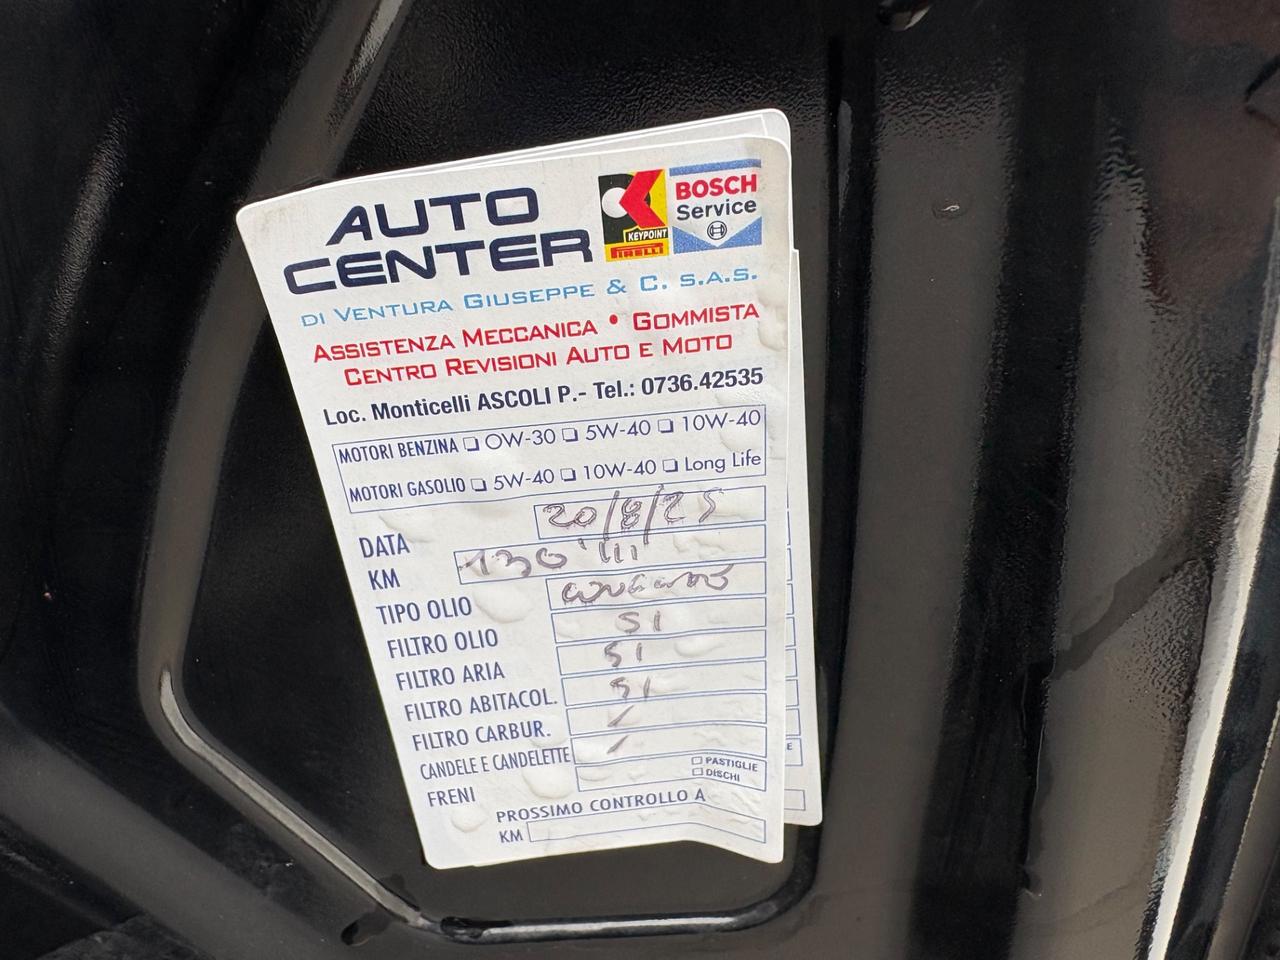 AUTO
CENTER
KEYPOINT
PIRELLI
BOSCH
Service
DI VENTURA GIUSEPPE & C. S.A.S.
ASSISTENZA MECCANICA • GOMMISTA
CENTRO REVISIONI AUTO E MOTO
Loc. Monticelli ASCOLI P.- Tel.: 0736.42535
MOTORI BENZINA ❑ 0W-30 ❑ 5W-40 ❑ 10W-40
MOTORI GASOLIO ❑ 5W-40 ❑ 10W-40 ❑ Long Life
DATA 20/8/25
KM 130'111
TIPO OLIO
FILTRO OLIO SI
FILTRO ARIA SI
FILTRO ABITACOL. SI
FILTRO CARBUR. /
CANDELE E CANDELETTE /
FRENI ❑ PASTIGLIE
❑ DISCHI
PROSSIMO CONTROLLO A
KM